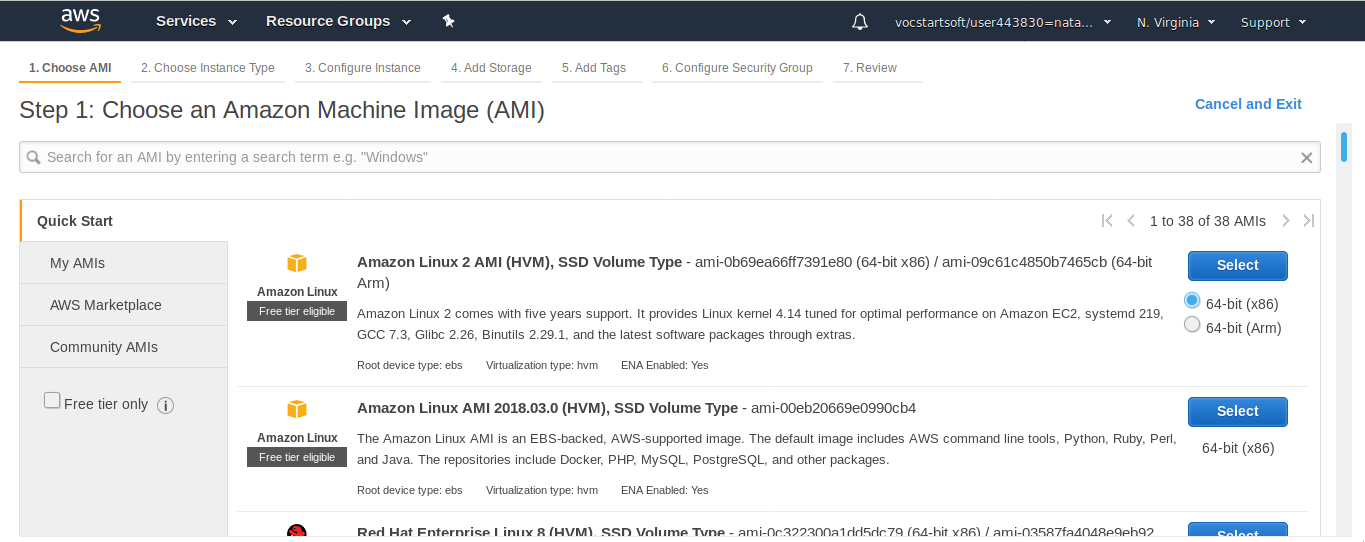 aws Services Resource Groups vocstartsoft/user443830=nata... N. Virginia Support
1. Choose AMI 2. Choose Instance Type 3. Configure Instance 4. Add Storage 5. Add Tags 6. Configure Security Group 7. Review
Step 1: Choose an Amazon Machine Image (AMI)
Cancel and Exit
Search for an AMI by entering a search term e.g. "Windows"
Quick Start
1 to 38 of 38 AMIs
My AMIs
AWS Marketplace
Community AMIs
Free tier only
Amazon Linux
Free tier eligible
Amazon Linux 2 AMI (HVM), SSD Volume Type - ami-0b69ea66ff7391e80 (64-bit x86) / ami-09c61c4850b7465cb (64-bit
Arm)
Amazon Linux 2 comes with five years support. It provides Linux kernel 4.14 tuned for optimal performance on Amazon EC2, systemd 219,
GCC 7.3, Glibc 2.26, Binutils 2.29.1, and the latest software packages through extras.
Root device type: ebs Virtualization type: hvm ENA Enabled: Yes
Select
64-bit (x86)
64-bit (Arm)
Amazon Linux
Free tier eligible
Amazon Linux AMI 2018.03.0 (HVM), SSD Volume Type - ami-00eb20669e0990cb4
The Amazon Linux AMI is an EBS-backed, AWS-supported image. The default image includes AWS command line tools, Python, Ruby, Perl,
and Java. The repositories include Docker, PHP, MySQL, PostgreSQL, and other packages.
Root device type: ebs Virtualization type: hvm ENA Enabled: Yes
Select
64-bit (x86)
Red Hat Enterprise Linux 8 (HVM), SSD Volume Type - ami-0c322300a1dd5dc79 (64-bit x86) / ami-03587fa4048e9eb92
Select